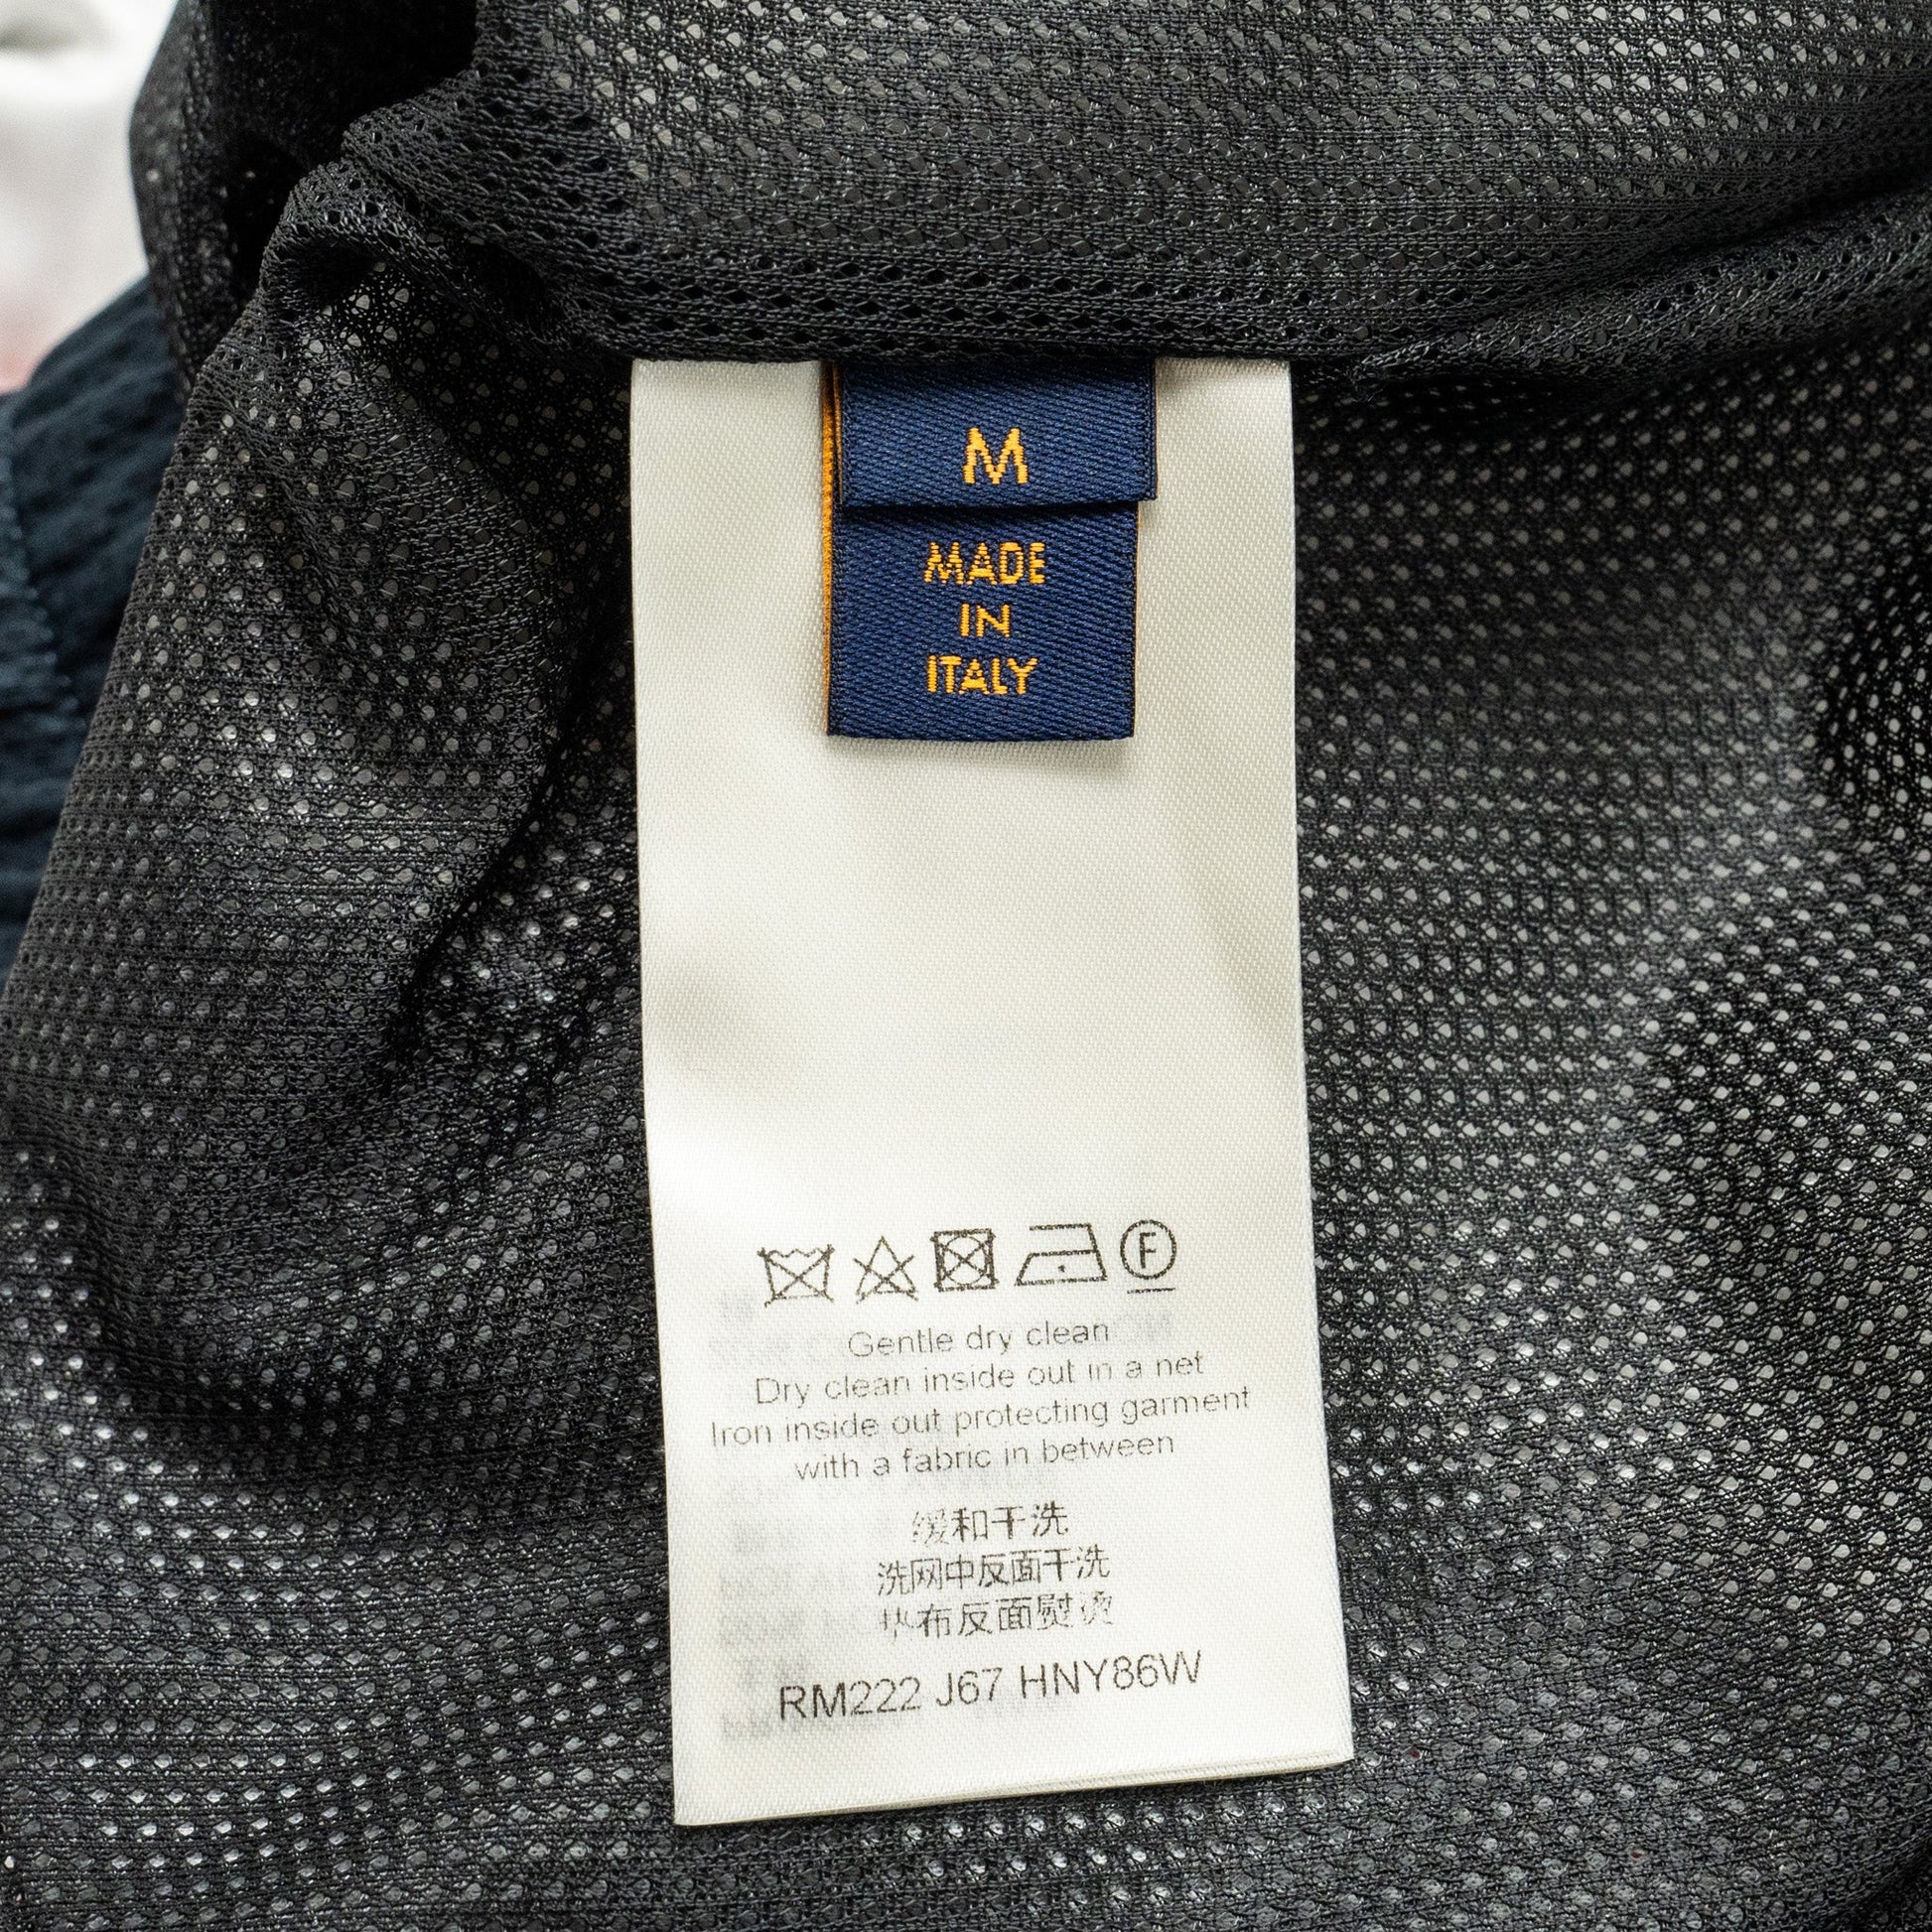 M
MADE
IN
ITALY
F
Gentle dry clean
Dry clean inside out in a net
Iron inside out protecting garment
with a fabric in between
缓和干洗
洗网中反面干洗
垫布反面熨烫
RM222 J67 HNY86W